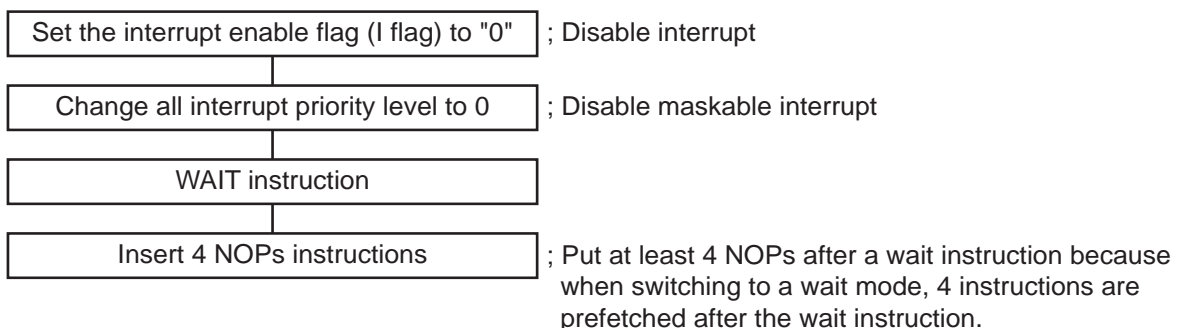 Set the interrupt enable flag (I flag) to "0" ; Disable interrupt
Change all interrupt priority level to 0 ; Disable maskable interrupt
WAIT instruction
Insert 4 NOPs instructions ; Put at least 4 NOPs after a wait instruction because
when switching to a wait mode, 4 instructions are
prefetched after the wait instruction.